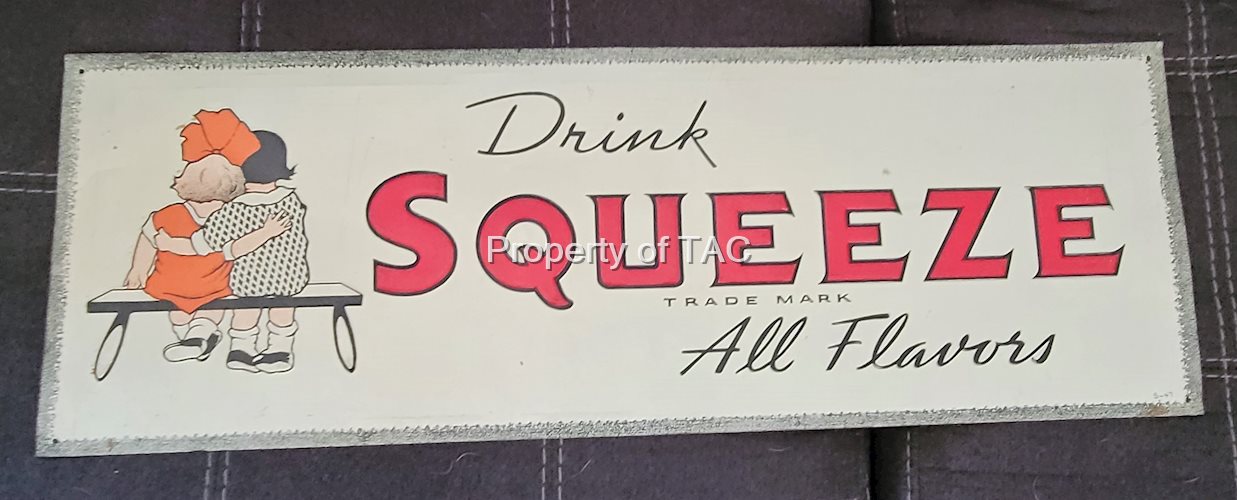 Drink
SQUEEZE
Property of TAC
TRADE MARK
All Flavors